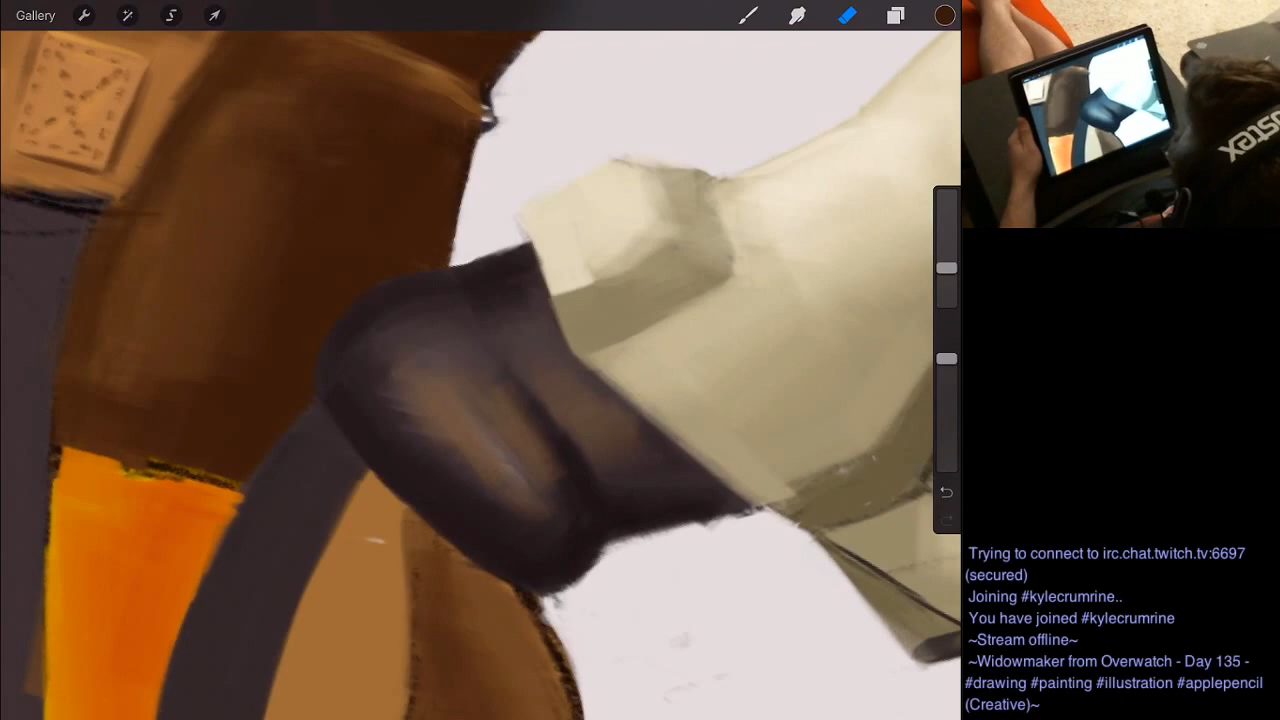 Gallery
Trying to connect to irc.chat.twitch.tv:6697
(secured)
Joining #kylecrumrine..
You have joined #kylecrumrine
~Stream offline~
~Widowmaker from Overwatch - Day 135 -
#drawing #painting #illustration #applepencil
(Creative)~